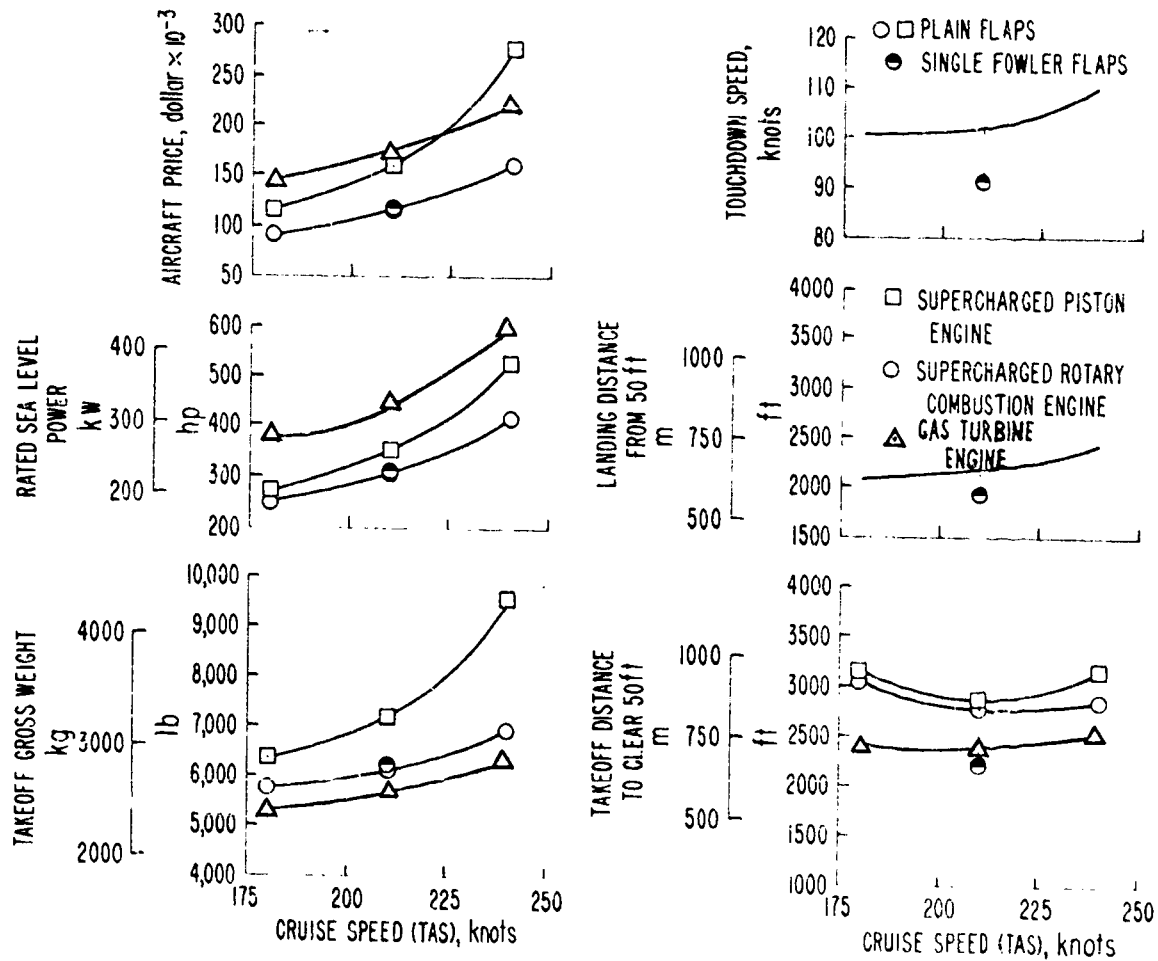 AIRCRAFT PRICE, dollar × 10⁻³
300
250
200
150
100
50
TOUCHDOWN SPEED,
knots
120
110
100
90
80
PLAIN FLAPS
SINGLE FOWLER FLAPS
RATED SEA LEVEL
POWER
kw
400
300
200
hp
600
500
400
300
200
LANDING DISTANCE
FROM 50ft
m
1000
750
500
ft
4000
3500
3000
2500
2000
1500
SUPERCHARGED PISTON
ENGINE
SUPERCHARGED ROTARY
COMBUSTION ENGINE
GAS TURBINE
ENGINE
TAKEOFF GROSS WEIGHT
kg
4000
3000
2000
lb
10,000
9,000
8,000
7,000
6,000
5,000
4,000
175 200 225 250
CRUISE SPEED (TAS), knots
TAKEOFF DISTANCE
TO CLEAR 50ft
m
1000
750
500
ft
4000
3500
3000
2500
2000
1500
1000
175 200 225 250
CRUISE SPEED (TAS), knots